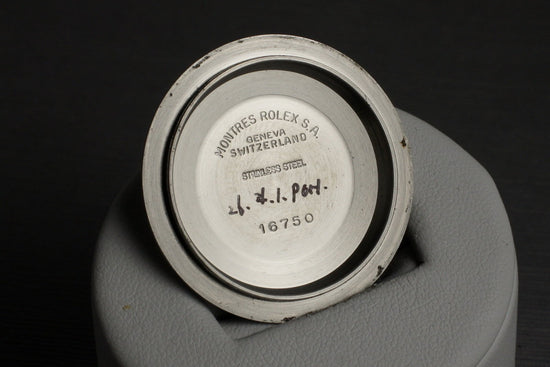 MONTRES ROLEX S.A.
GENEVA
SWITZERLAND
STAINLESS STEEL
16750